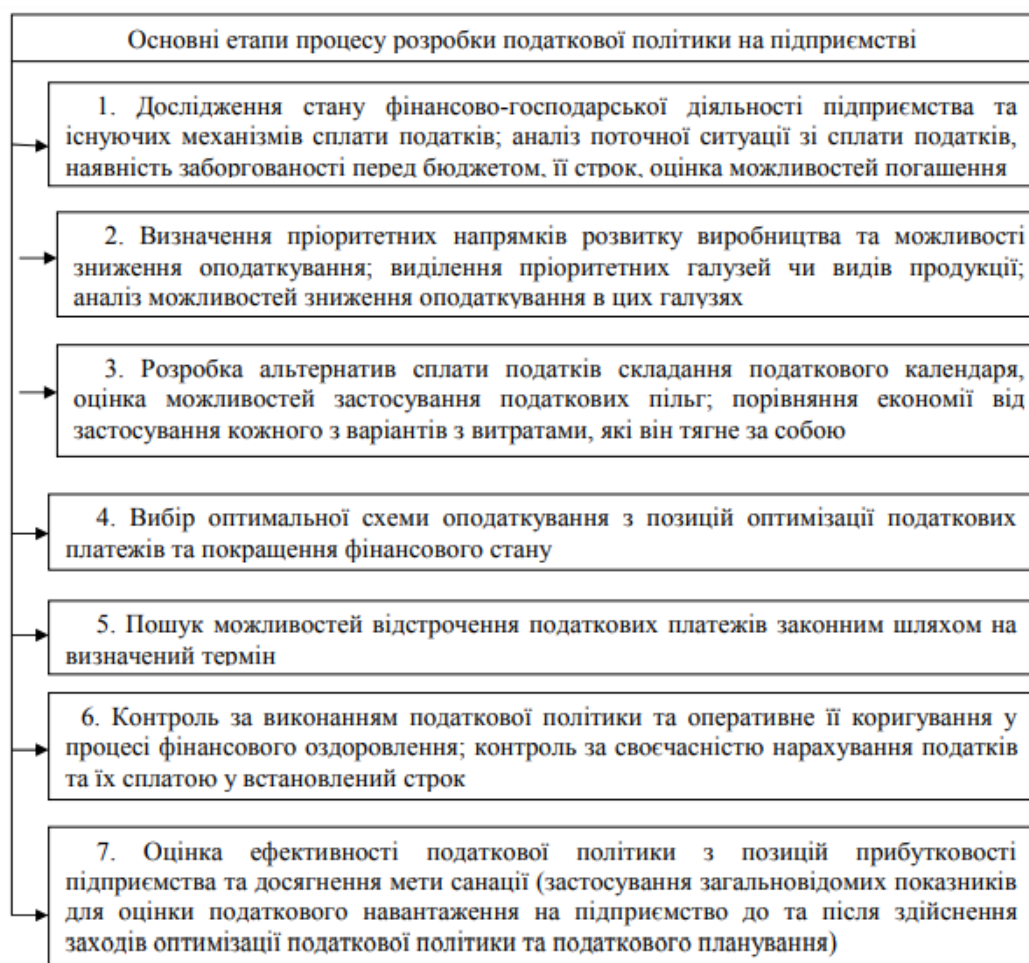 Основні етапи процесу розробки податкової політики на підприємстві
1. Дослідження стану фінансово-господарської діяльності підприємства та
існуючих механізмів сплати податків; аналіз поточної ситуації зі сплати податків,
наявність заборгованості перед бюджетом, її строк, оцінка можливостей погашення
2. Визначення пріоритетних напрямків розвитку виробництва та можливості
зниження оподаткування; виділення пріоритетних галузей чи видів продукції;
аналіз можливостей зниження оподаткування в цих галузях
3. Розробка альтернатив сплати податків складання податкового календаря,
оцінка можливостей застосування податкових пільг; порівняння економії від
застосування кожного з варіантів з витратами, які він тягне за собою
4. Вибір оптимальної схеми оподаткування з позицій оптимізації податкових
платежів та покращення фінансового стану
5. Пошук можливостей відстрочення податкових платежів законним шляхом на
визначений термін
6. Контроль за виконанням податкової політики та оперативне її коригування у
процесі фінансового оздоровлення; контроль за своєчасністю нарахування податків
та їх сплатою у встановлений строк
7. Оцінка ефективності податкової політики з позицій прибутковості
підприємства та досягнення мети санації (застосування загальновідомих показників
для оцінки податкового навантаження на підприємство до та після здійснення
заходів оптимізації податкової політики та податкового планування)